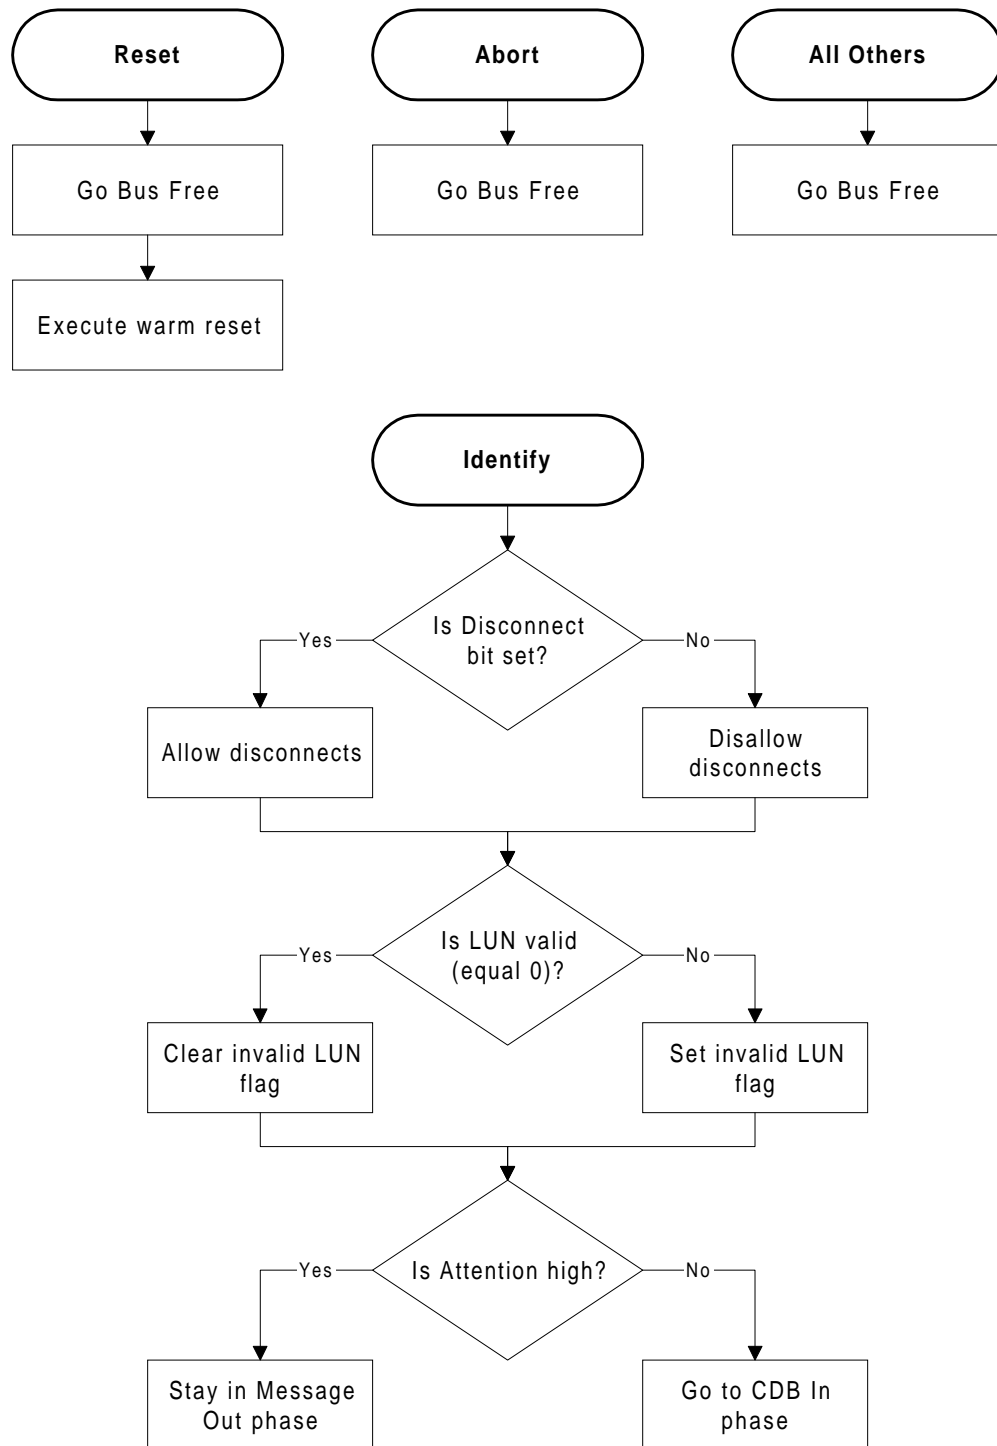 Reset
Abort
All Others
Go Bus Free
Go Bus Free
Go Bus Free
Execute warm reset
Identify
Is Disconnect
bit set?
Yes
No
Allow disconnects
Disallow
disconnects
Is LUN valid
(equal 0)?
Yes
No
Clear invalid LUN
flag
Set invalid LUN
flag
Is Attention high?
Yes
No
Stay in Message
Out phase
Go to CDB In
phase